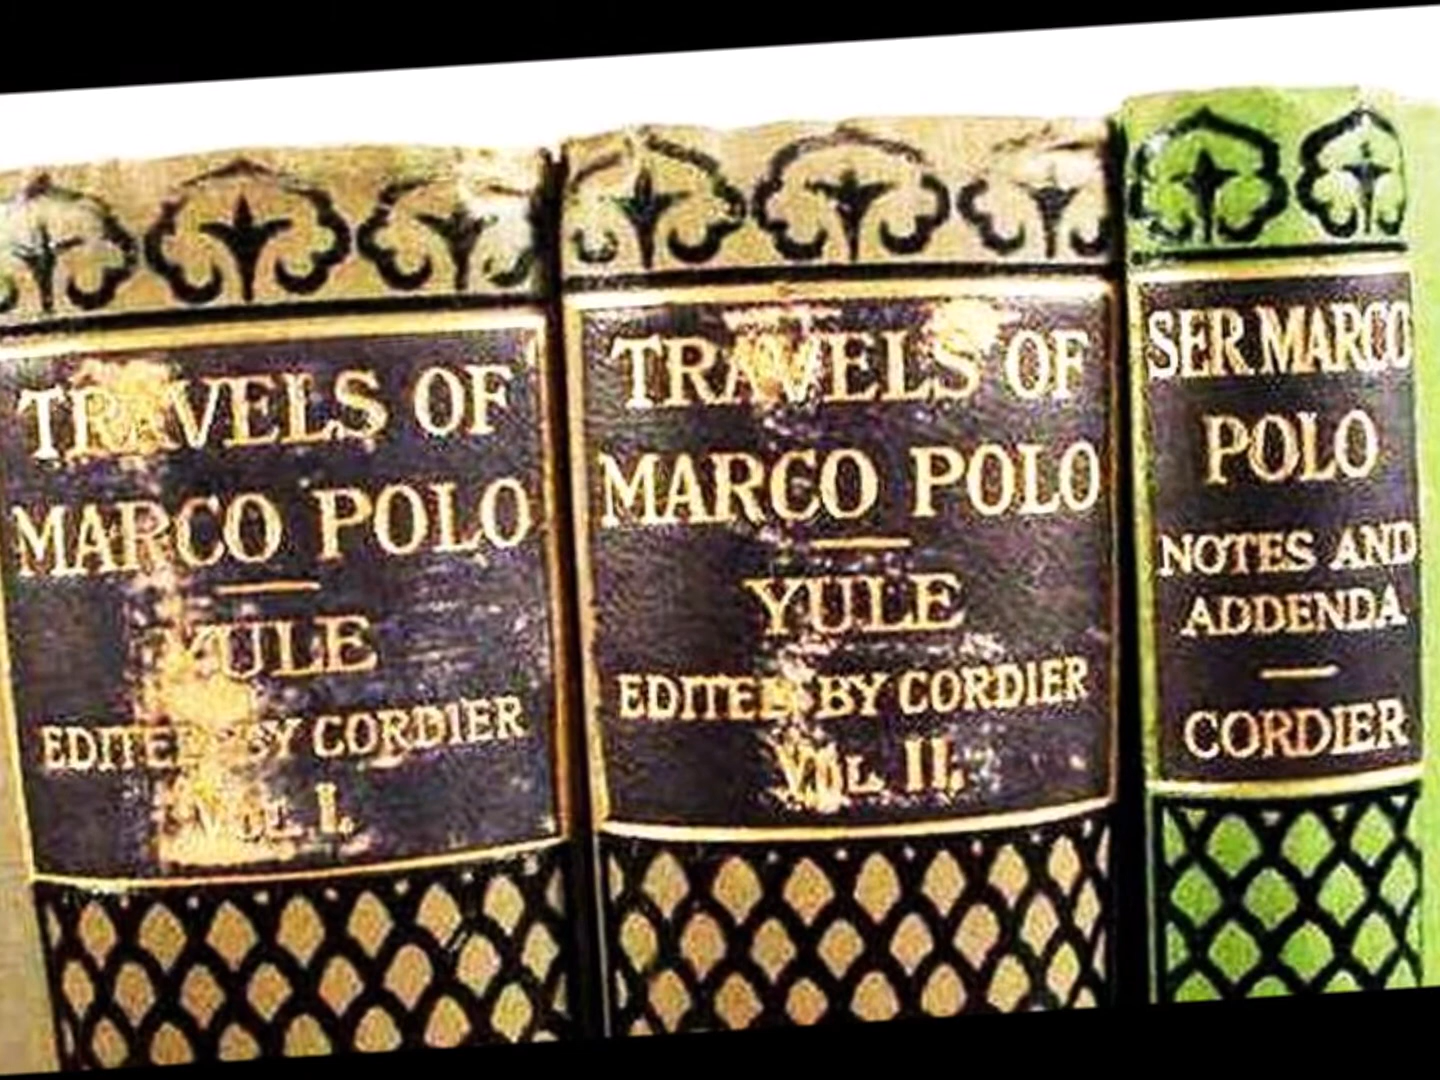 TRAVELS OF
MARCO POLO
YULE
EDITED BY CORDIER
VOL. I.
TRAVELS OF
MARCO POLO
YULE
EDITED BY CORDIER
VOL. II.
SER MARCO
POLO
NOTES AND
ADDENDA
CORDIER